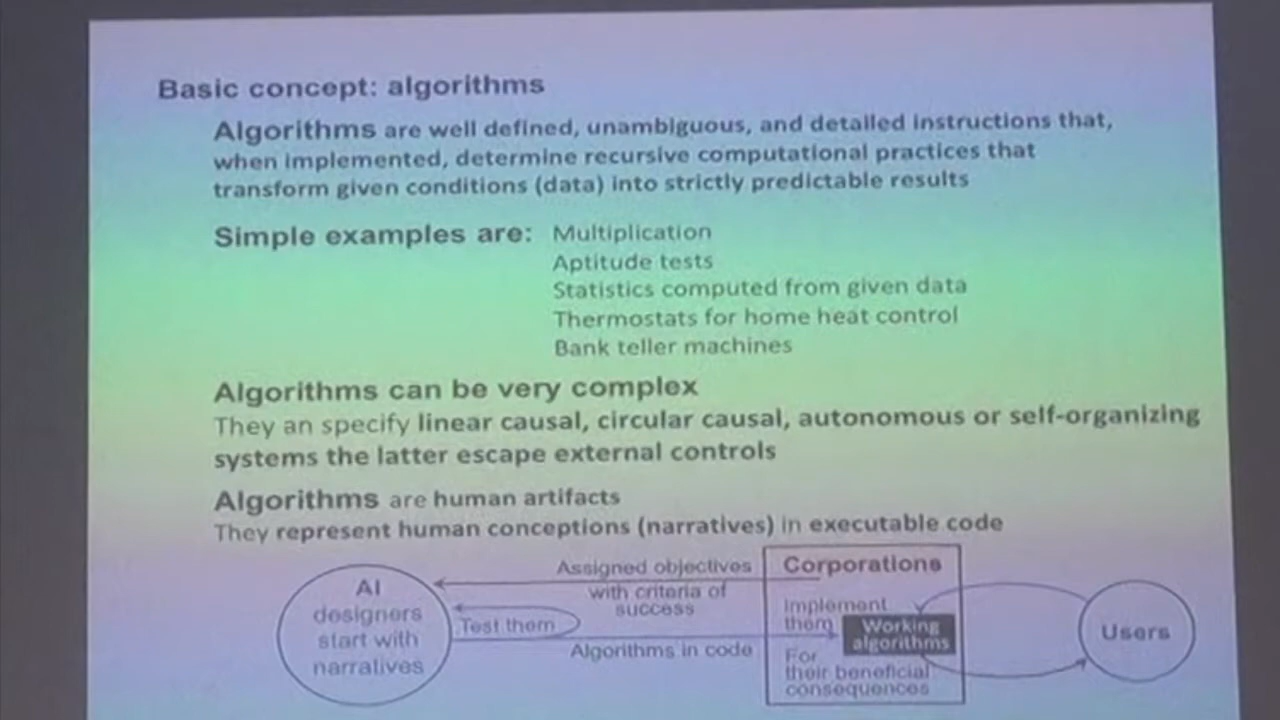 Basic concept: algorithms
Algorithms are well defined, unambiguous, and detailed instructions that,
when implemented, determine recursive computational practices that
transform given conditions (data) into strictly predictable results
Simple examples are: Multiplication
Aptitude tests
Statistics computed from given data
Thermostats for home heat control
Bank teller machines
Algorithms can be very complex
They an specify linear causal, circular causal, autonomous or self-organizing
systems the latter escape external controls
Algorithms are human artifacts
They represent human conceptions (narratives) in executable code
AI
designers
start with
narratives
Assigned objectives
with criteria of
success
Test them
Algorithms in code
Corporations
Implement
them
Working
algorithms
For
their beneficial
consequences
Users